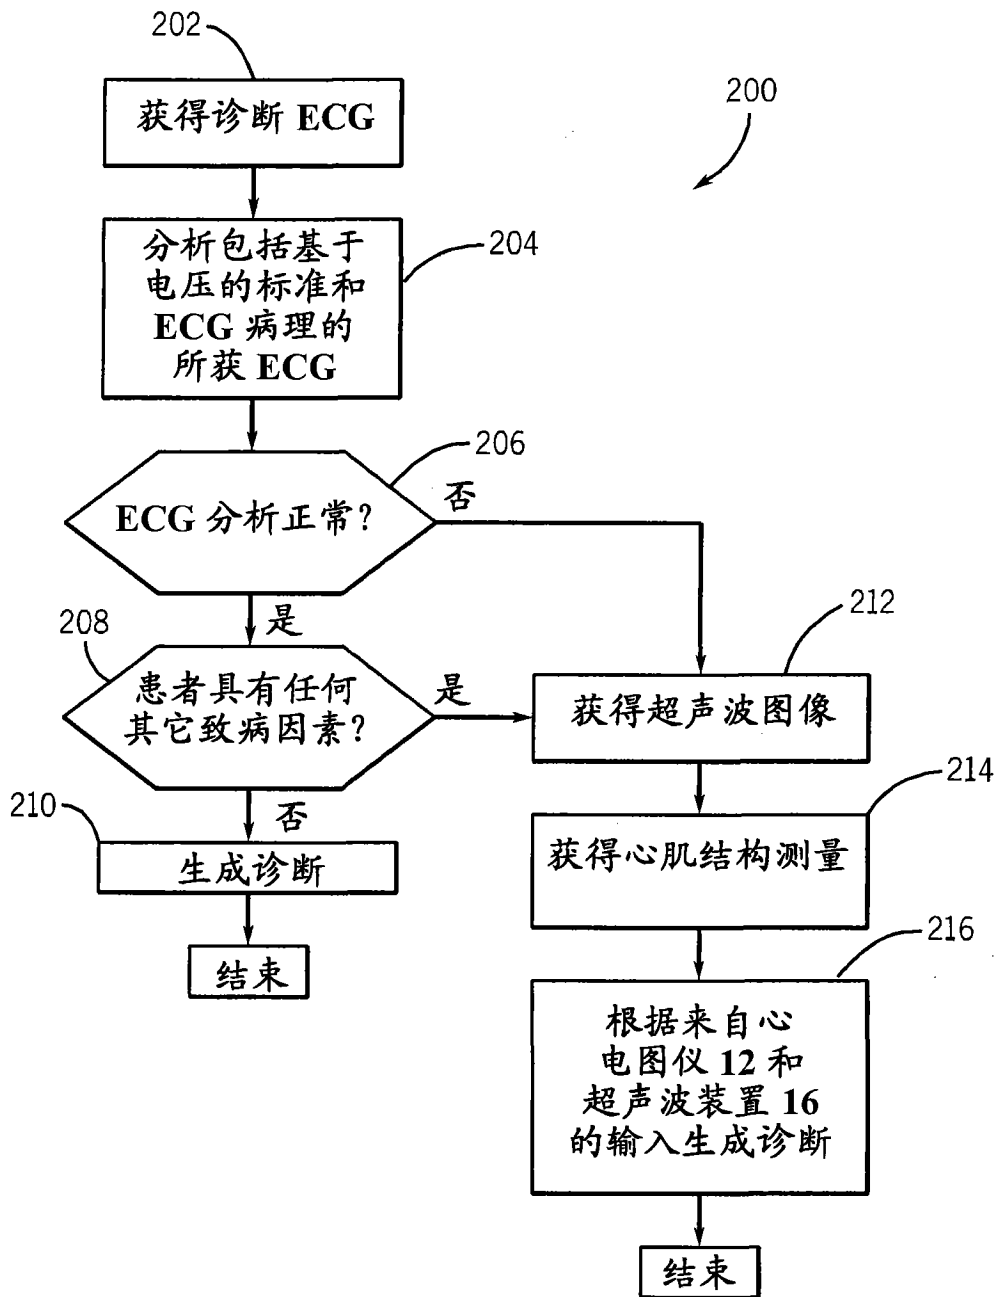 202
获得诊断 ECG
200
分析包括基于
电压的标准和
ECG 病理的
所获 ECG
204
206
ECG 分析正常?
否
是
208
患者具有任何
其它致病因素?
是
212
获得超声波图像
210
否
生成诊断
结束
214
获得心肌结构测量
216
根据来自心
电图仪 12 和
超声波装置 16
的输入生成诊断
结束